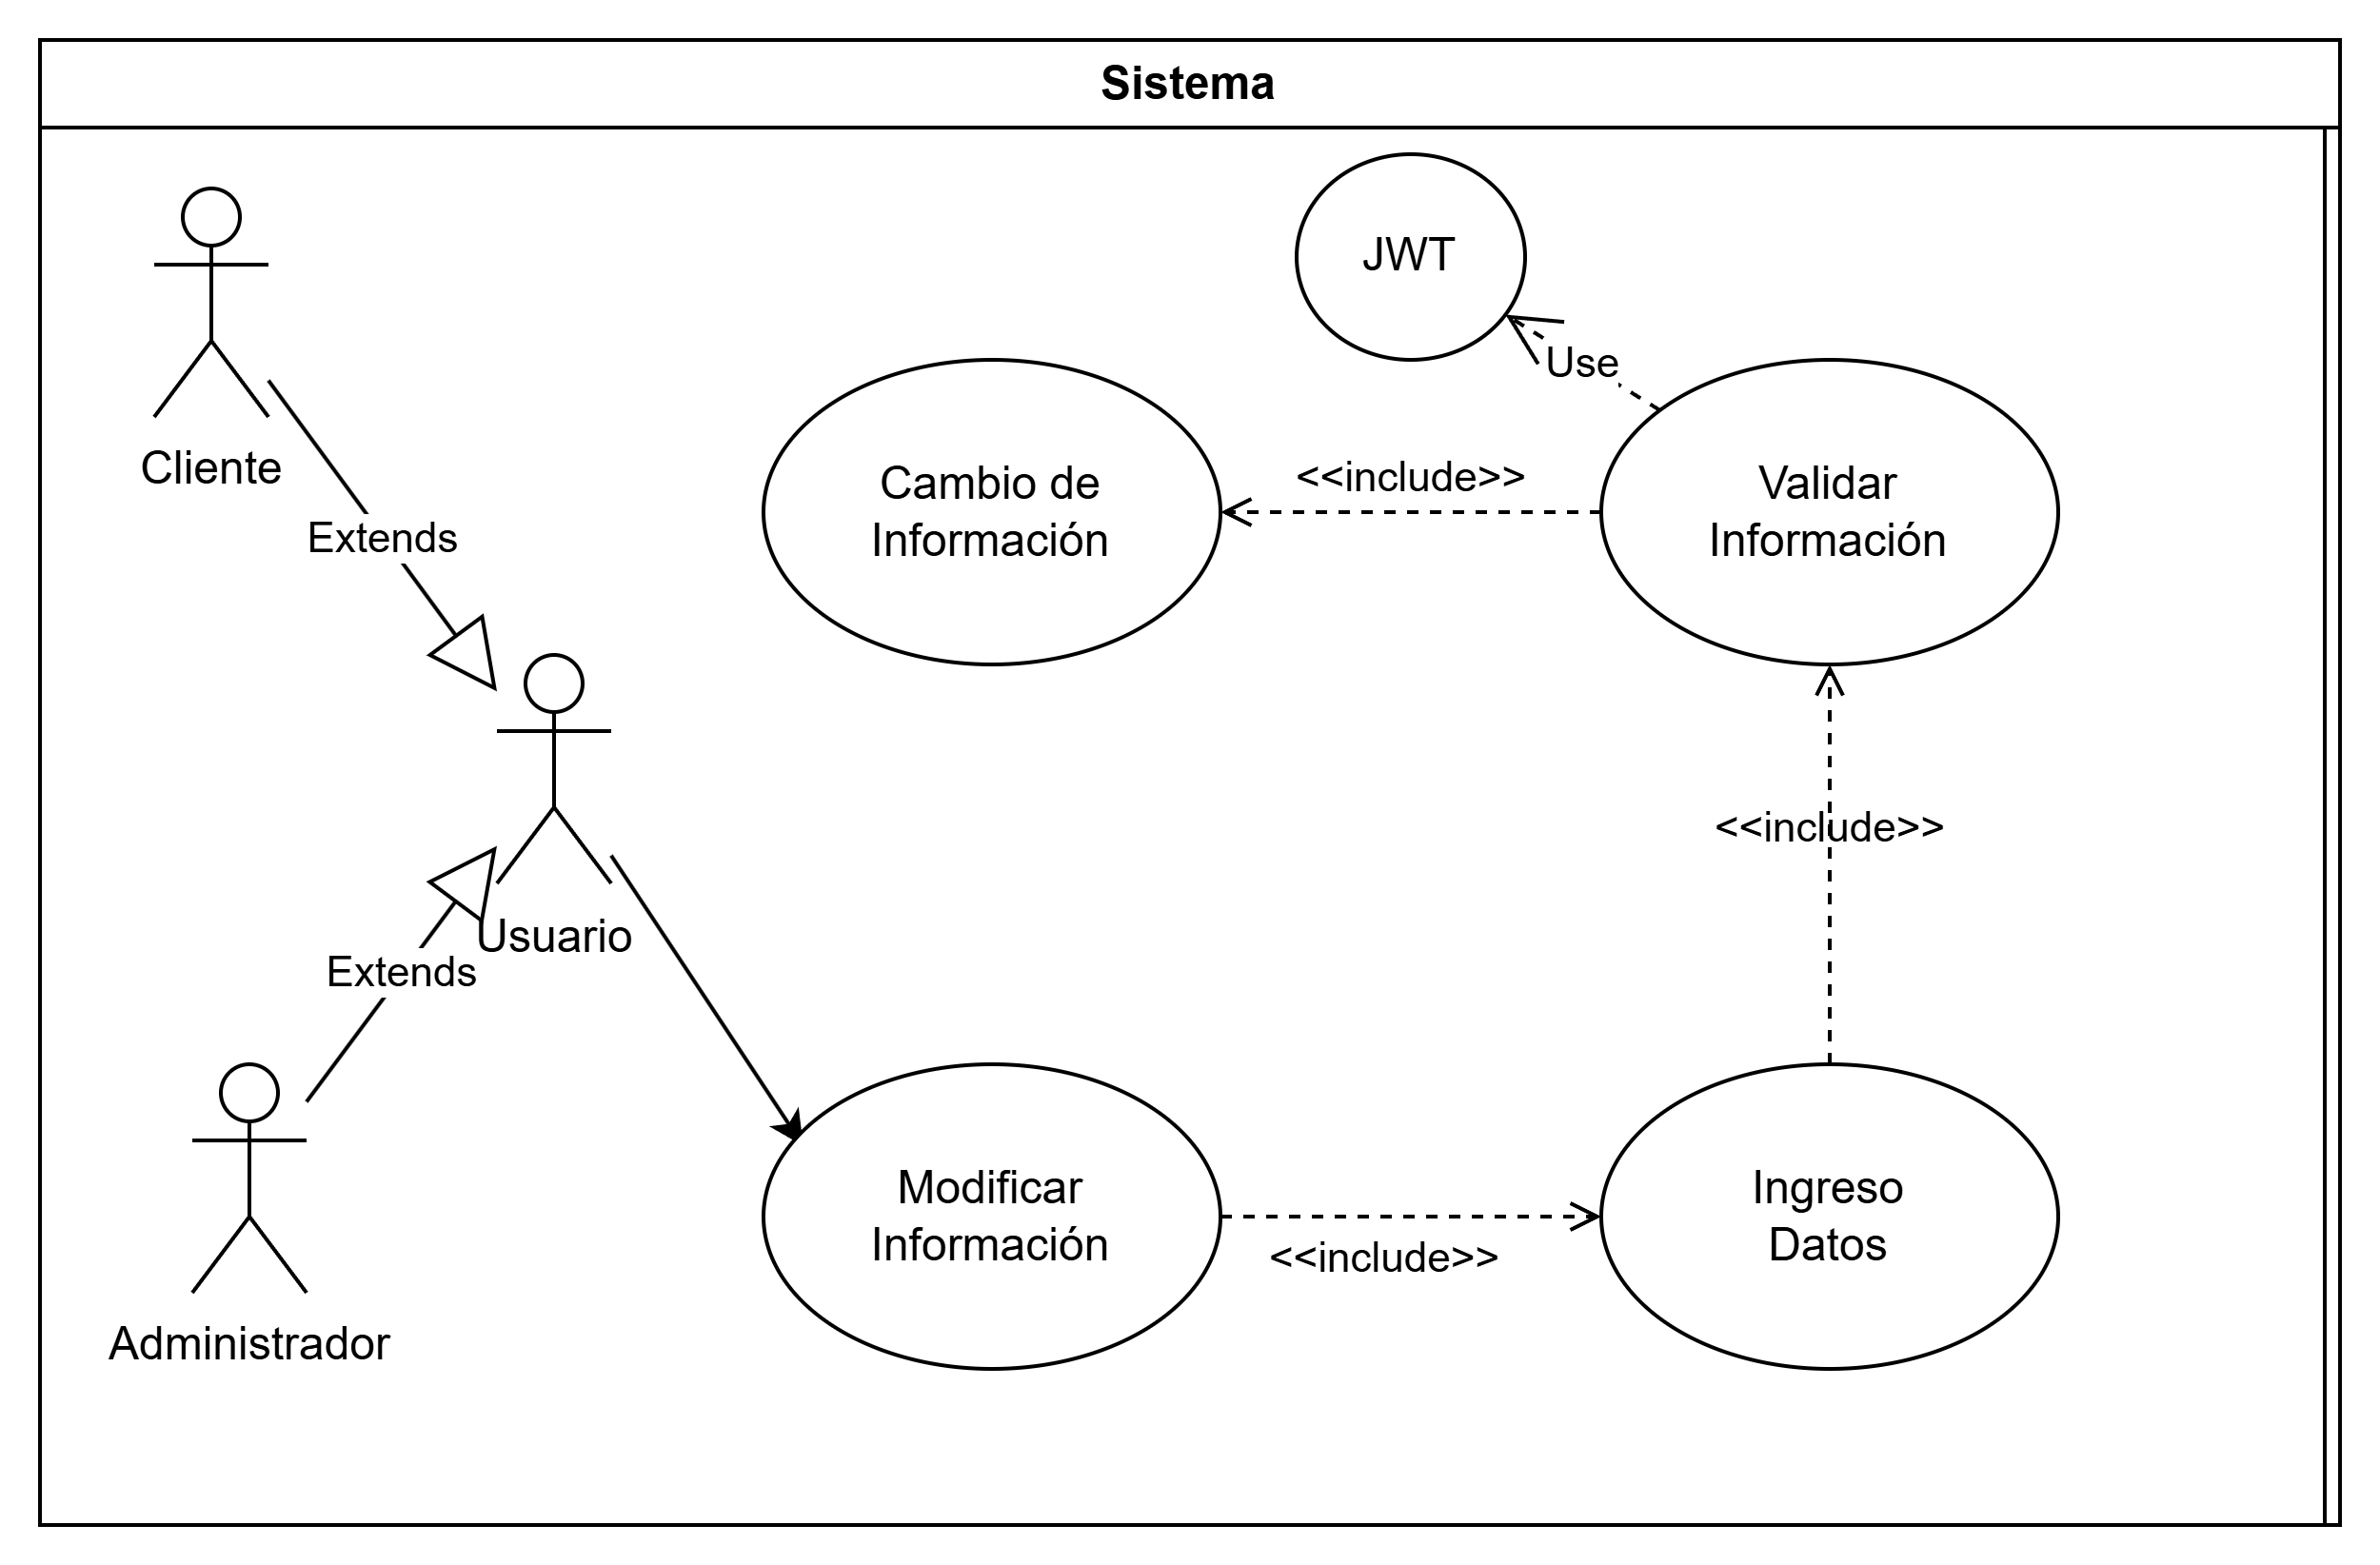 Sistema
JWT
Use
Cliente
Cambio de
Información
<<include>>
Validar
Información
Extends
<<include>>
Usuario
Extends
Modificar
Información
Ingreso
Datos
<<include>>
Administrador